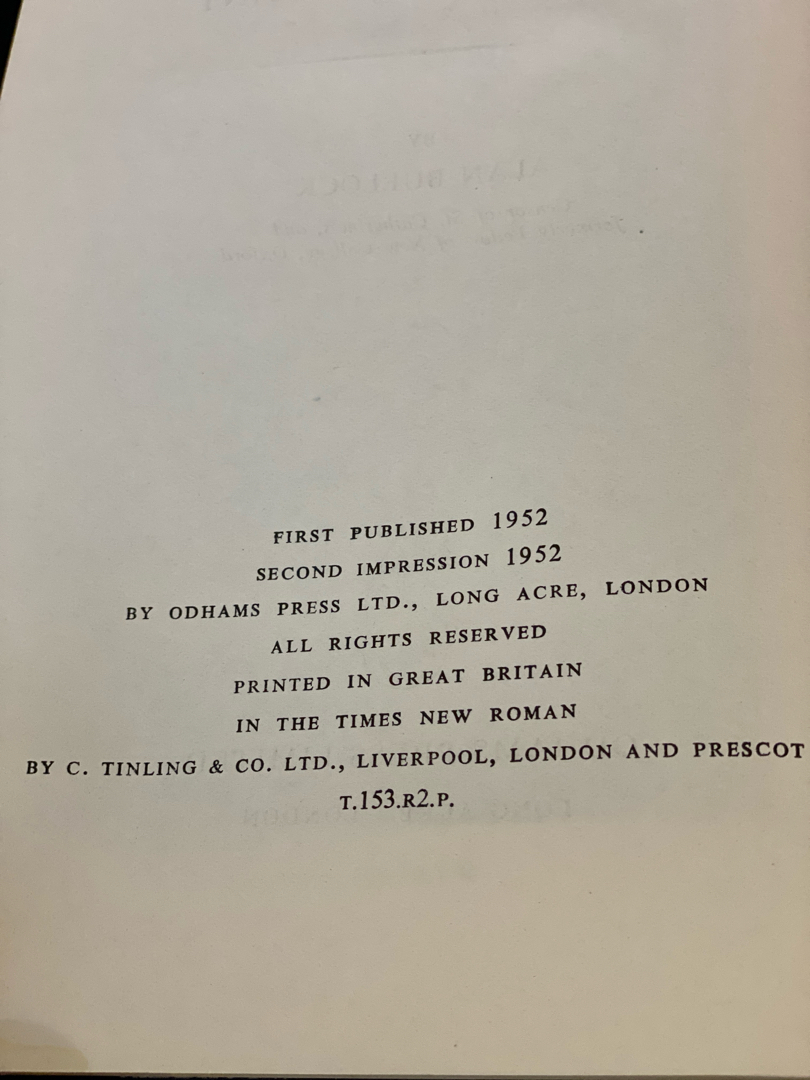 FIRST PUBLISHED 1952
SECOND IMPRESSION 1952
BY ODHAMS PRESS LTD., LONG ACRE, LONDON
ALL RIGHTS RESERVED
PRINTED IN GREAT BRITAIN
IN THE TIMES NEW ROMAN
BY C. TINLING & CO. LTD., LIVERPOOL, LONDON AND PRESCOT
T.153.R2.P.